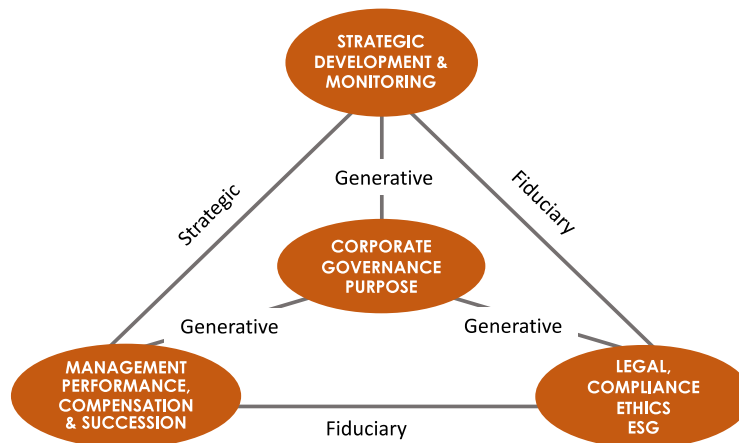 STRATEGIC
DEVELOPMENT &
MONITORING
Generative
Strategic
Fiduciary
CORPORATE
GOVERNANCE
PURPOSE
Generative
Generative
MANAGEMENT
PERFORMANCE,
COMPENSATION
& SUCCESSION
LEGAL,
COMPLIANCE
ETHICS
ESG
Fiduciary